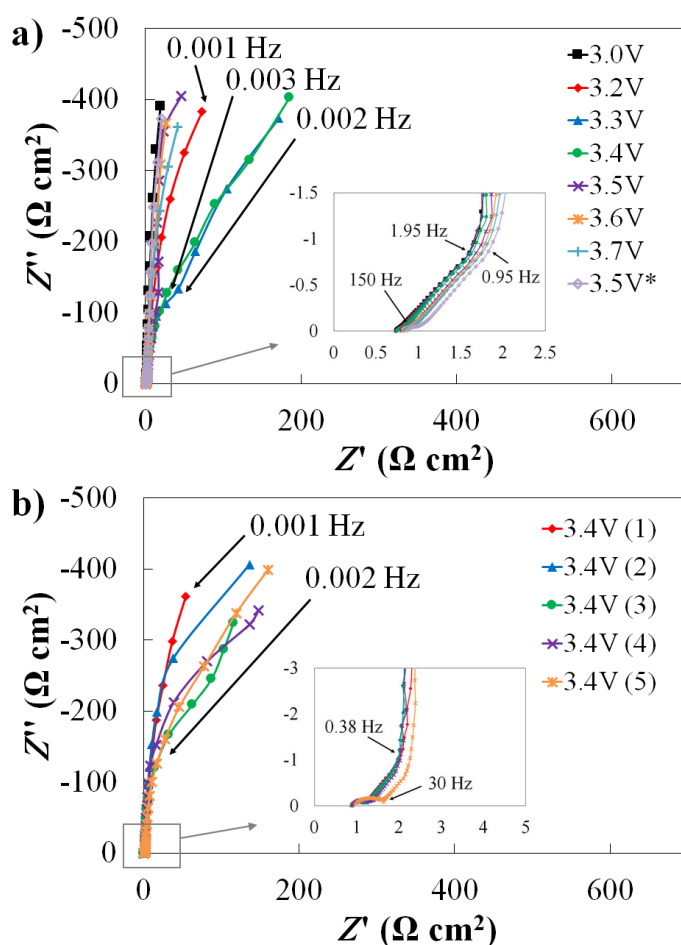 a)
-500
-400
-300
-200
-100
0
Z'' (Ω cm²)
0.001 Hz
0.003 Hz
0.002 Hz
3.0V
3.2V
3.3V
3.4V
3.5V
3.6V
3.7V
3.5V*
-1.5
-1
-0.5
0
1.95 Hz
0.95 Hz
150 Hz
0 0.5 1 1.5 2 2.5
0 200 400 600
Z' (Ω cm²)
b)
-500
-400
-300
-200
-100
0
Z'' (Ω cm²)
0.001 Hz
0.002 Hz
3.4V (1)
3.4V (2)
3.4V (3)
3.4V (4)
3.4V (5)
-3
-2
-1
0
0.38 Hz
30 Hz
0 1 2 3 4 5
0 200 400 600
Z' (Ω cm²)